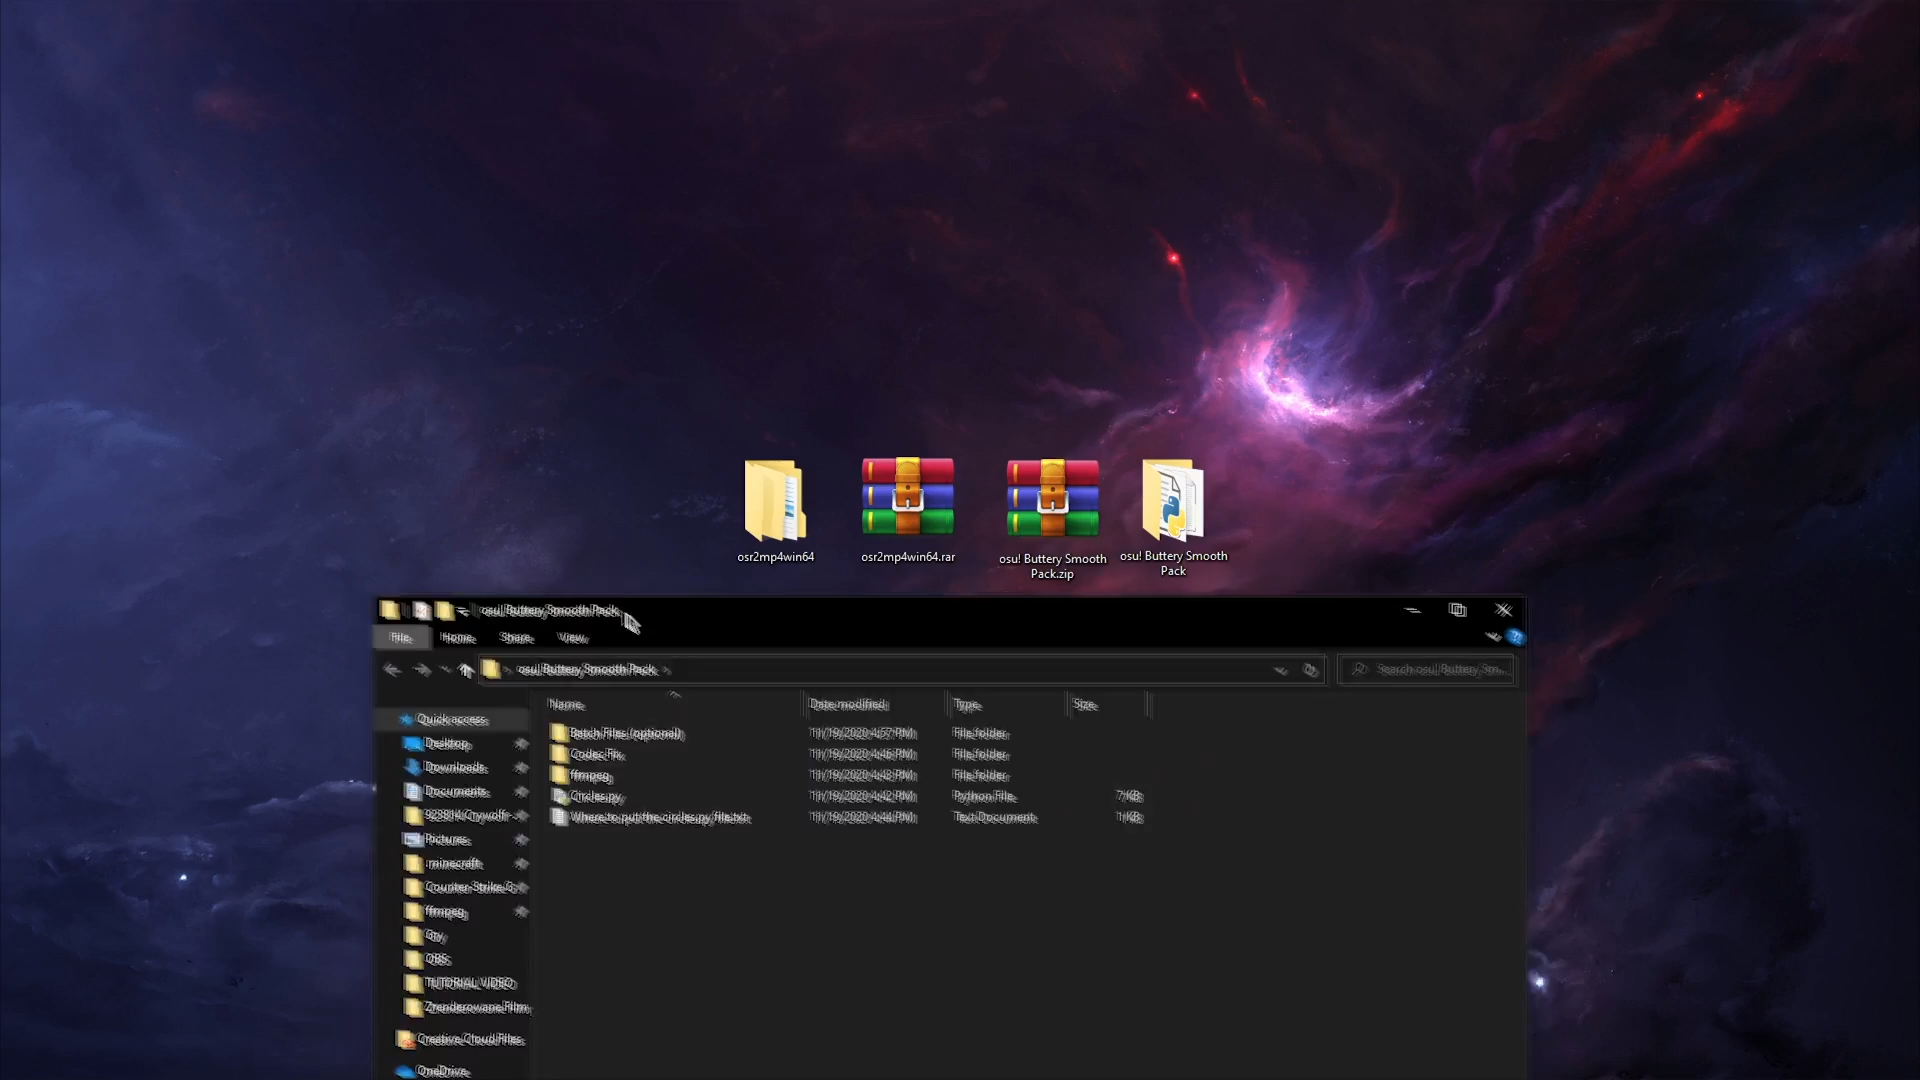 osr2mp4win64
osr2mp4win64.rar
osu! Buttery Smooth
Pack.zip
osu! Buttery Smooth
Pack
osu! Buttery Smooth Pack
File
Home
Share
View
osu! Buttery Smooth Pack
Search osu! Buttery Sm...
Name
Date modified
Type
Size
Quick access
Desktop
Downloads
Documents
Pictures
.minecraft
Counter-Strike G
ffmpeg
OBS
TUTORIAL VIDEO
Zrenderowane Film
Creative Cloud Files
OneDrive
Batch Files (optional)
11/19/2020 4:57 PM
File folder
Codec Fix
11/19/2020 4:46 PM
File folder
ffmpeg
11/19/2020 4:43 PM
File folder
Circles.py
11/19/2020 4:42 PM
Python File
7 KB
Where to put the circles.py file.txt
11/19/2020 4:44 PM
Text Document
1 KB